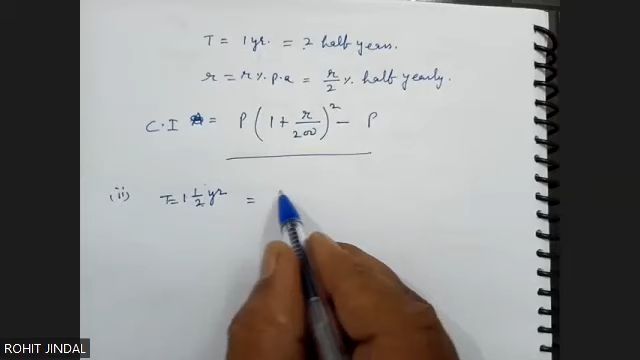 T = 1 yr. = 2 half years.
r = r%. p.a = r/2 %. half yearly.
C.I = P(1 + r/200)^2 - P
(ii) T = 1 1/2 yr =
ROHIT JINDAL